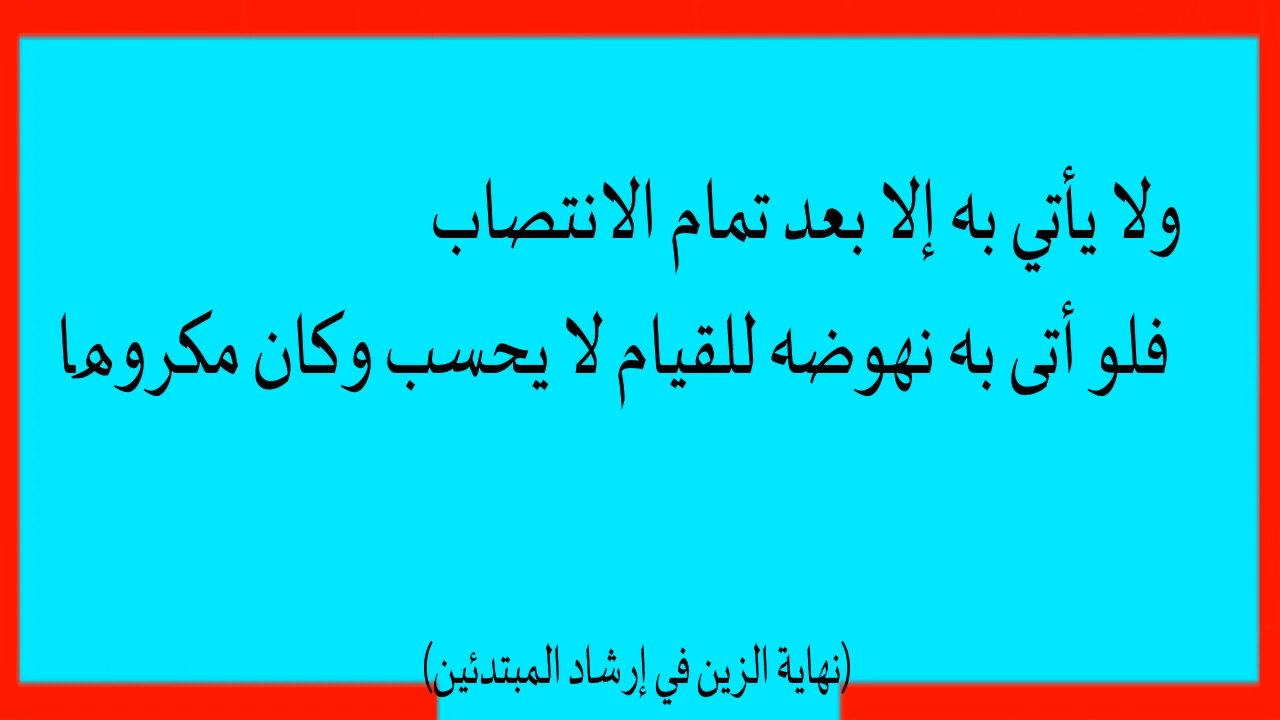 ولا يأتي به إلا بعد تمام الانتصاب
فلو أتى به نهوضه للقيام لا يحسب وكان مكروها
(نهاية الزين في إرشاد المبتدئين)